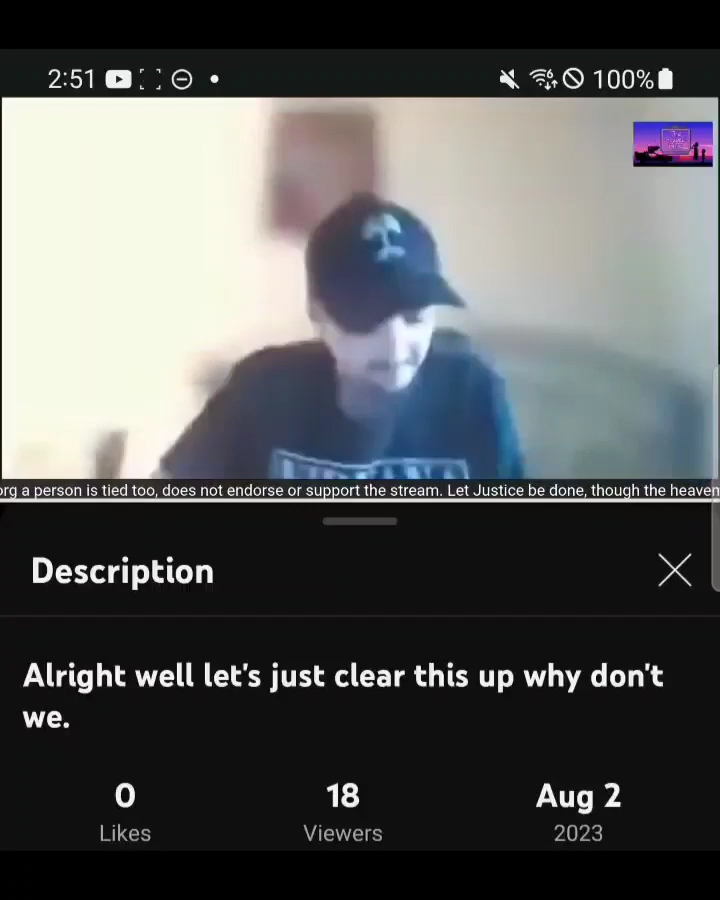 2:51
100%
org a person is tied too, does not endorse or support the stream. Let Justice be done, though the heaven
Description
Alright well let's just clear this up why don't
we.
0 18 Aug 2
Likes Viewers 2023